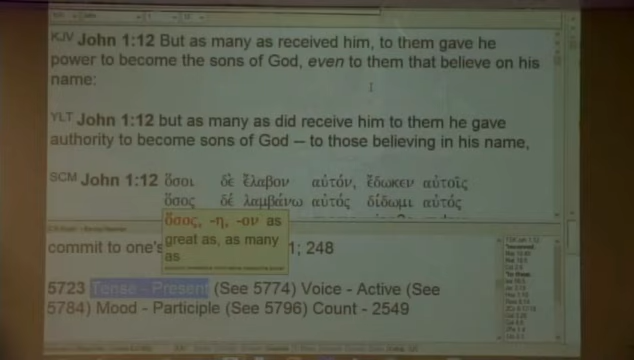 KJV John 1:12 But as many as received him, to them gave he
power to become the sons of God, even to them that believe on his
name:
YLT John 1:12 but as many as did receive him to them he gave
authority to become sons of God — to those believing in his name,
SCM John 1:12 ὅσοι δὲ ἔλαβον αὐτόν, ἔδωκεν αὐτοῖς
ὅσος δέ λαμβάνω αὐτός δίδωμι αὐτός
ὅσος, -η, -ον as
great as, as many
as
commit to one's 1; 248
5723 Tense - Present (See 5774) Voice - Active (See
5784) Mood - Participle (See 5796) Count - 2549